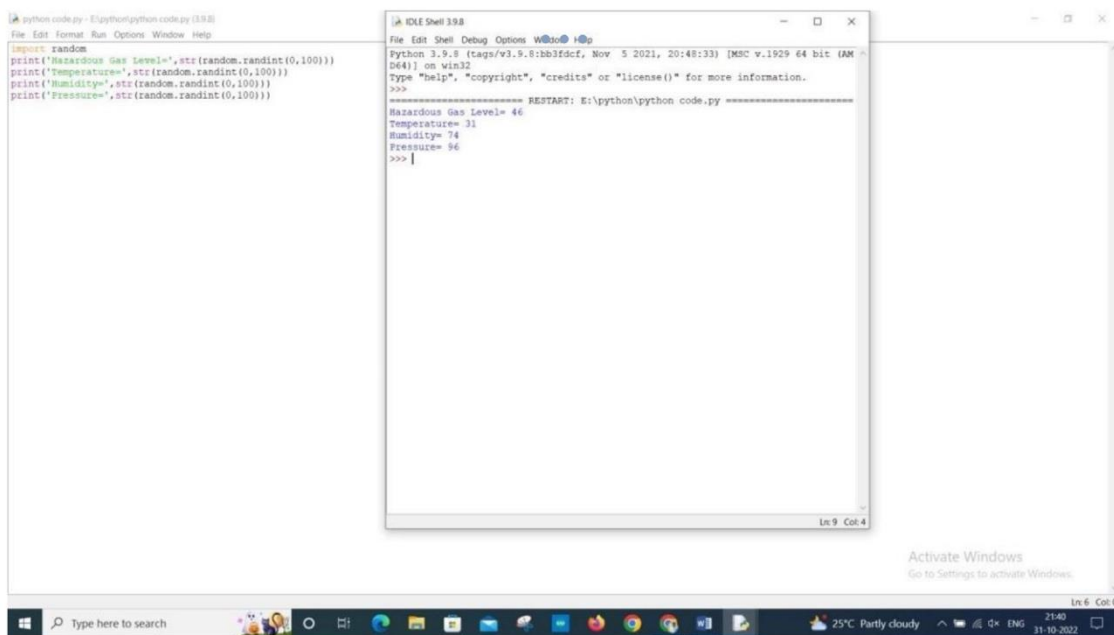 python code.py - E:\python\python code.py (3.9.8)
File Edit Format Run Options Window Help
import random
print('Hazardous Gas Level=',str(random.randint(0,100)))
print('Temperature=',str(random.randint(0,100)))
print('Humidity=',str(random.randint(0,100)))
print('Pressure=',str(random.randint(0,100)))
IDLE Shell 3.9.8
File Edit Shell Debug Options
Python 3.9.8 (tags/v3.9.8:bb3fdcf, Nov 5 2021, 20:48:33) [MSC v.1929 64 bit (AM
D64)] on win32
Type "help", "copyright", "credits" or "license()" for more information.
>>>
====================== RESTART: E:\python\python code.py ======================
Hazardous Gas Level= 46
Temperature= 31
Humidity= 74
Pressure= 96
>>>
Ln: 9 Col: 4
Activate Windows
Go to Settings to activate Windows.
Ln: 6 Col:
Type here to search
25°C Partly cloudy
ENG
21:40
31-10-2022